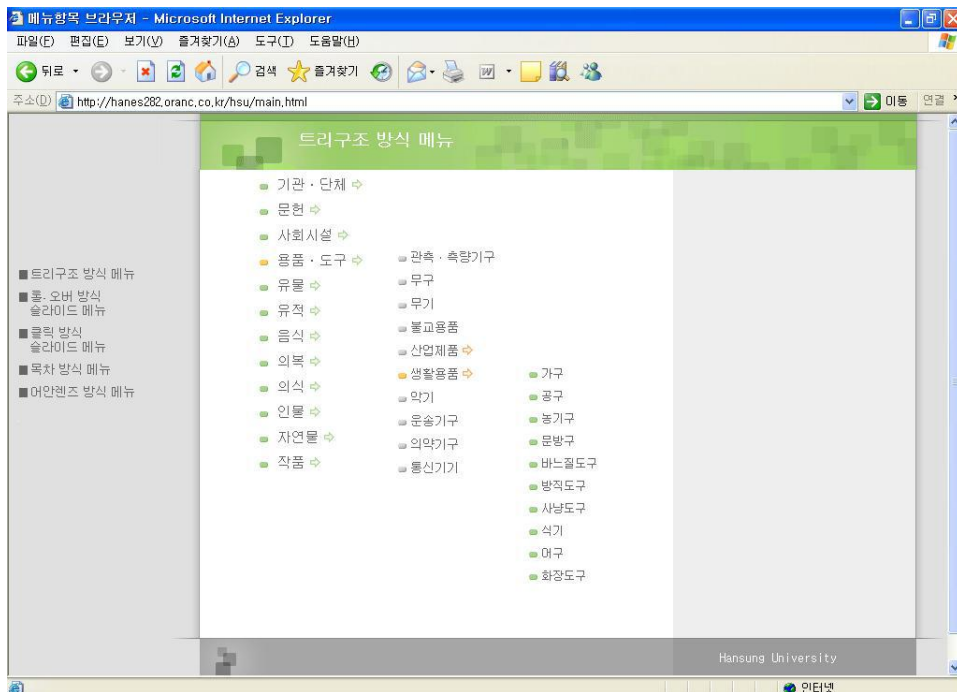 메뉴항목 브라우저 - Microsoft Internet Explorer
파일(F) 편집(E) 보기(V) 즐겨찾기(A) 도구(T) 도움말(H)
뒤로 검색 즐겨찾기
주소(D) http://hanes282.oranc.co.kr/hsu/main.html 이동 연결
트리구조 방식 메뉴
트리구조 방식 메뉴
롤-오버 방식
슬라이드 메뉴
클릭 방식
슬라이드 메뉴
목차 방식 메뉴
어안렌즈 방식 메뉴
기관 · 단체
문헌
사회시설
용품 · 도구
유물
유적
음식
의복
의식
인물
자연물
작품
관측 · 측량기구
무구
무기
불교용품
산업제품
생활용품
악기
운송기구
의약기구
통신기기
가구
공구
농기구
문방구
바느질도구
방직도구
사냥도구
식기
어구
화장도구
Hansung University
인터넷